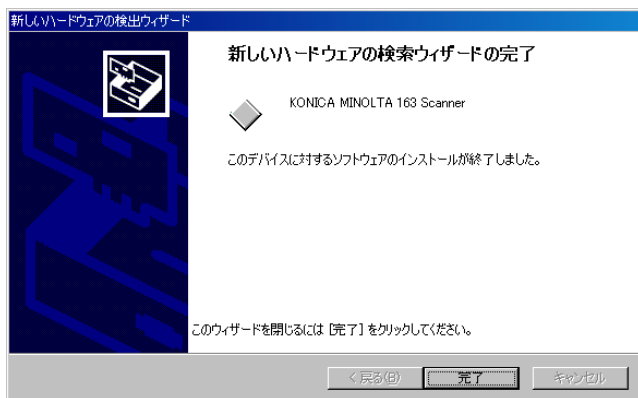 新しいハードウェアの検出ウィザード
新しいハードウェアの検索ウィザードの完了
KONICA MINOLTA 163 Scanner
このデバイスに対するソフトウェアのインストールが終了しました。
このウィザードを閉じるには [完了] をクリックしてください。
< 戻る(B) 完了 キャンセル